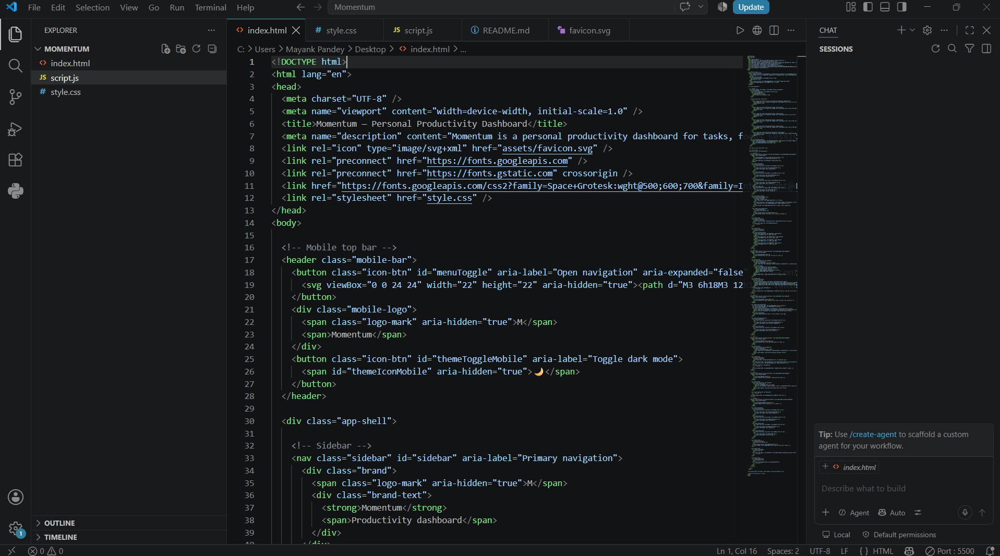 File Edit Selection View Go Run Terminal Help
Momentum
Update
EXPLORER
MOMENTUM
index.html
JS script.js
# style.css
OUTLINE
TIMELINE
1
index.html
# style.css
JS script.js
README.md
favicon.svg
C: > Users > Mayank Pandey > Desktop > index.html > ...
1 <!DOCTYPE html>
2 <html lang="en">
3 <head>
4 <meta charset="UTF-8" />
5 <meta name="viewport" content="width=device-width, initial-scale=1.0" />
6 <title>Momentum — Personal Productivity Dashboard</title>
7 <meta name="description" content="Momentum is a personal productivity dashboard for tasks, focus sessio
8 <link rel="icon" type="image/svg+xml" href="assets/favicon.svg" />
9 <link rel="preconnect" href="https://fonts.googleapis.com" />
10 <link rel="preconnect" href="https://fonts.gstatic.com" crossorigin />
11 <link href="https://fonts.googleapis.com/css2?family=Space+Grotesk:wght@500;600;700&family=I
12 <link rel="stylesheet" href="style.css" />
13 </head>
14 <body>
15
16 <!-- Mobile top bar -->
17 <header class="mobile-bar">
18 <button class="icon-btn" id="menuToggle" aria-label="Open navigation" aria-expanded="false"
19 <svg viewBox="0 0 24 24" width="22" height="22" aria-hidden="true"><path d="M3 6h18M3 12
20 </button>
21 <div class="mobile-logo">
22 <span class="logo-mark" aria-hidden="true">M</span>
23 <span>Momentum</span>
24 </div>
25 <button class="icon-btn" id="themeToggleMobile" aria-label="Toggle dark mode">
26 <span id="themeIconMobile" aria-hidden="true">🌙</span>
27 </button>
28 </header>
29
30 <div class="app-shell">
31
32 <!-- Sidebar -->
33 <nav class="sidebar" id="sidebar" aria-label="Primary navigation">
34 <div class="brand">
35 <span class="logo-mark" aria-hidden="true">M</span>
36 <div class="brand-text">
37 <strong>Momentum</strong>
38 <span>Productivity dashboard</span>
39 </div>
40 </div>
CHAT
SESSIONS
Tip: Use /create-agent to scaffold a custom
agent for your workflow.
index.html
Describe what to build
Agent Auto
Local Default permissions
0 0
Ln 1, Col 16 Spaces: 2 UTF-8 LF { } HTML Port : 5500